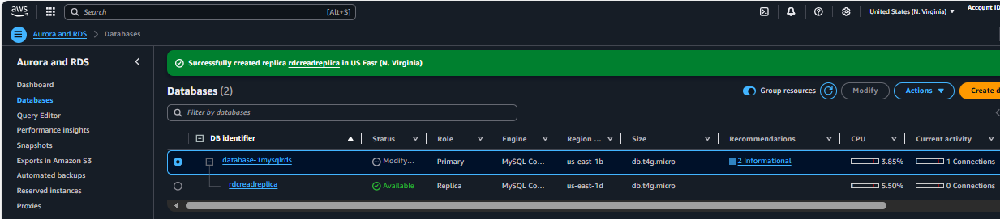 aws
Search [Alt+S] United States (N. Virginia) Account ID
Aurora and RDS Databases
Aurora and RDS
Successfully created replica rdcreadreplica in US East (N. Virginia)
Dashboard
Databases
Query Editor
Performance insights
Snapshots
Exports in Amazon S3
Automated backups
Reserved instances
Proxies
Databases (2) Group resources Modify Actions Create d
Filter by databases
DB identifier Status Role Engine Region ... Size Recommendations CPU Current activity
database-1mysqlrds Modify... Primary MySQL Co... us-east-1b db.t4g.micro 2 Informational 3.85% 1 Connections
rdcreadreplica Available Replica MySQL Co... us-east-1d db.t4g.micro 5.50% 0 Connections